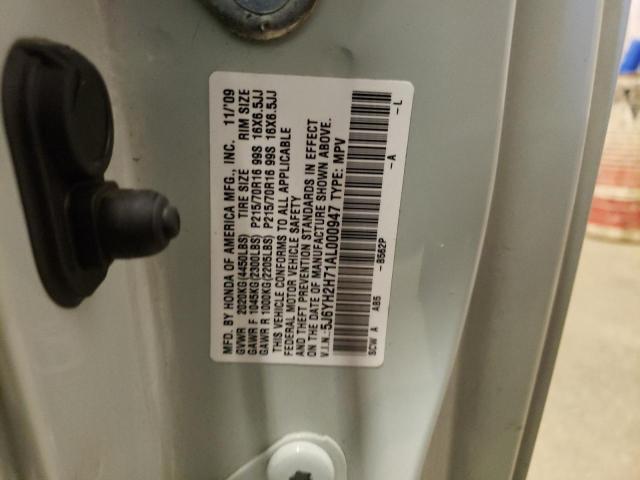 MFD. BY HONDA OF AMERICA MFG., INC. 11/'09
GVWR 2020KG(4450LBS) TIRE SIZE RIM SIZE
GAWR F 1045KG(2300LBS) P215/70R16 99S 16X6.5JJ
GAWR R 1000KG(2205LBS) P215/70R16 99S 16X6.5JJ
THIS VEHICLE CONFORMS TO ALL APPLICABLE
FEDERAL MOTOR VEHICLE SAFETY
AND THEFT PREVENTION STANDARDS IN EFFECT
ON THE DATE OF MANUFACTURE SHOWN ABOVE.
V.I.N.:5J6YH2H71AL000947 TYPE: MPV
SCW A AB5 -B562P -A -L